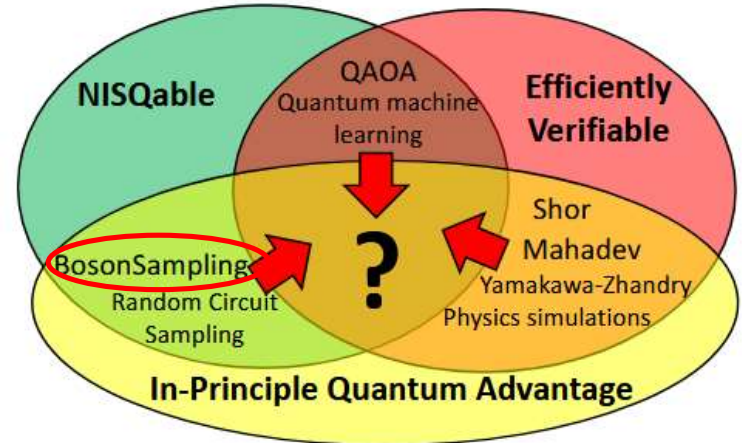 NISQable
QAOA
Quantum machine
learning
Efficiently
Verifiable
BosonSampling
Random Circuit
Sampling
?
Shor
Mahadev
Yamakawa-Zhandry
Physics simulations
In-Principle Quantum Advantage